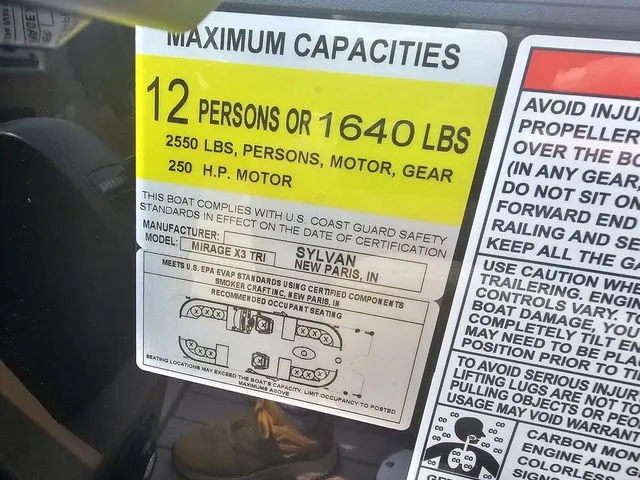 MAXIMUM CAPACITIES
12 PERSONS OR 1640 LBS
2550 LBS, PERSONS, MOTOR, GEAR
250 H.P. MOTOR
THIS BOAT COMPLIES WITH U.S. COAST GUARD SAFETY
STANDARDS IN EFFECT ON THE DATE OF CERTIFICATION
MANUFACTURER:
MODEL: MIRAGE X3 TRI
SYLVAN
NEW PARIS, IN
MEETS U.S. EPA EVAP STANDARDS USING CERTIFIED COMPONENTS
SMOKER CRAFT INC, NEW PARIS, IN
RECOMMENDED OCCUPANT SEATING
SEATING LOCATIONS MAY EXCEED THE BOAT'S CAPACITY. LIMIT OCCUPANCY TO POSTED
MAXIMUMS ABOVE
AVOID INJU
PROPELLER
OVER THE BO
(IN ANY GEAR
DO NOT SIT ON
FORWARD END
RAILING AND SE
KEEP ALL THE GA
USE CAUTION WHE
TRAILERING. ENGIN
CONTROLS VARY. T
BOAT DAMAGE, YOU
COMPLETELY TILT EN
MAY NEED TO BE PLA
POSITION PRIOR TO T
TO AVOID SERIOUS INJUR
LIFTING LUGS ARE NOT TO
PULLING OBJECTS OR PEO
USAGE MAY VOID WARRANT
CARBON MON
ENGINE AND G
COLORLESS
SIGNS